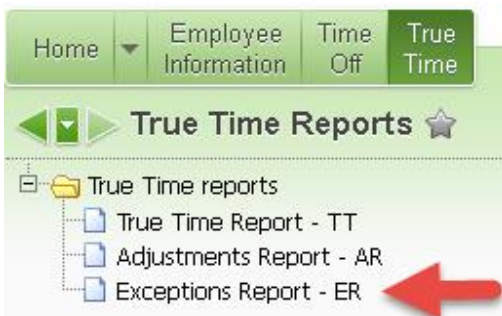 Home Employee Information Time Off True Time
True Time Reports
True Time reports
True Time Report - TT
Adjustments Report - AR
Exceptions Report - ER